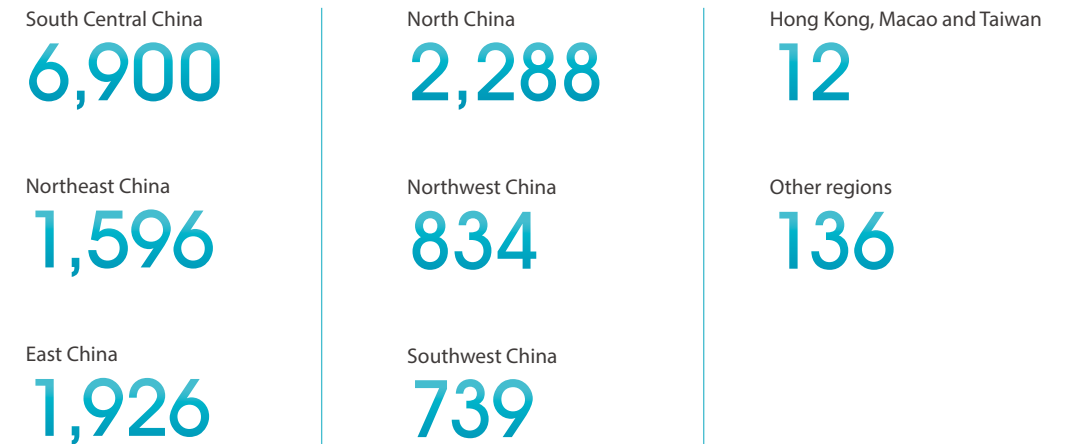 South Central China
6,900
Northeast China
1,596
East China
1,926
North China
2,288
Northwest China
834
Southwest China
739
Hong Kong, Macao and Taiwan
12
Other regions
136